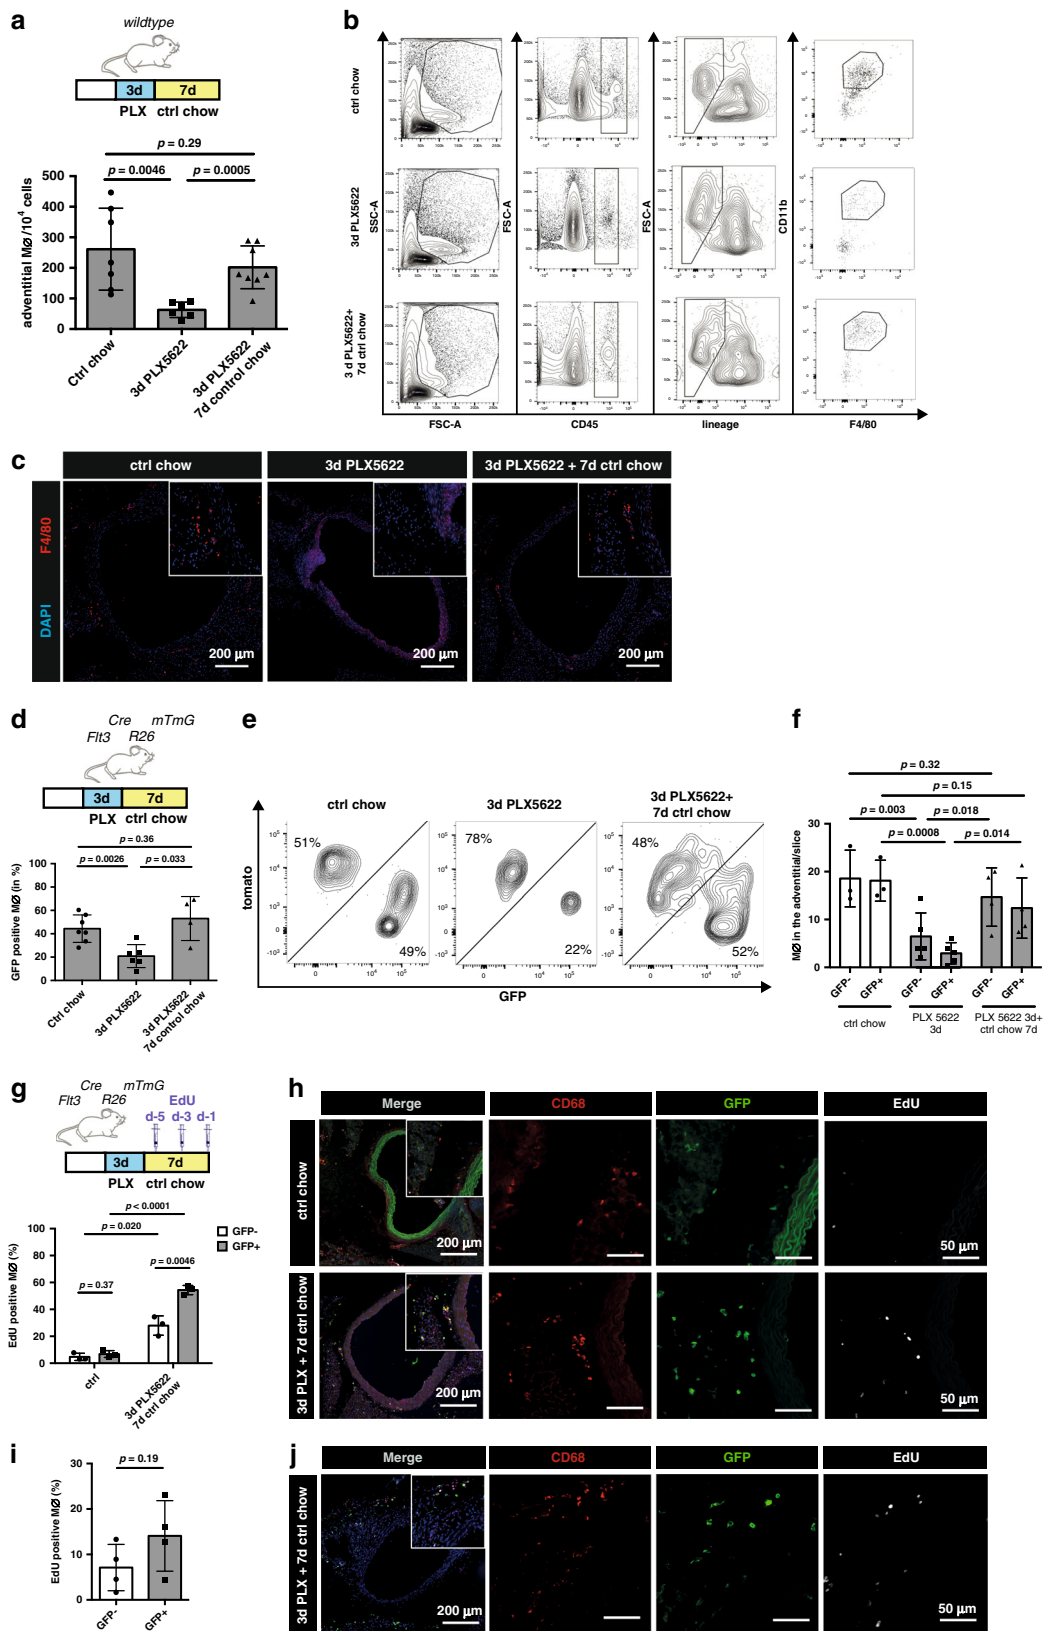 a
wildtype
3d
7d
PLX
ctrl chow
p = 0.29
p = 0.0046
p = 0.0005
adventitial MØ/10⁴ cells
500
400
300
200
100
0
Ctrl chow
3d PLX5622
3d PLX5622
7d control chow
b
ctrl chow
3d PLX5622
3 d PLX5622+
7d ctrl chow
SSC-A
FSC-A
FSC-A
CD11b
FSC-A
CD45
lineage
F4/80
c
ctrl chow
3d PLX5622
3d PLX5622 + 7d ctrl chow
F4/80
DAPI
200 µm
200 µm
200 µm
d
Cre
mTmG
Flt3
R26
3d
7d
PLX
ctrl chow
p = 0.36
p = 0.0026
p = 0.033
GFP positive MØ (in %)
100
80
60
40
20
0
Ctrl chow
3d PLX5622
3d PLX5622
7d control chow
e
ctrl chow
3d PLX5622
3d PLX5622+
7d ctrl chow
tomato
51%
49%
78%
22%
48%
52%
GFP
f
p = 0.32
p = 0.15
p = 0.003
p = 0.018
p = 0.0008
p = 0.014
MØ in the adventitial/slice
30
20
10
0
GFP-
GFP+
GFP-
GFP+
GFP-
GFP+
ctrl chow
PLX 5622
3d
PLX 5622 3d+
ctrl chow 7d
g
Cre
mTmG
Flt3
R26
EdU
d-5
d-3
d-1
3d
7d
PLX
ctrl chow
p < 0.0001
p = 0.020
p = 0.0046
p = 0.37
GFP-
GFP+
EdU positive MØ (%)
100
80
60
40
20
0
ctrl
3d PLX5622
7d ctrl chow
h
Merge
CD68
GFP
EdU
ctrl chow
200 µm
50 µm
3d PLX + 7d ctrl chow
200 µm
50 µm
i
p = 0.19
EdU positive MØ (%)
30
20
10
0
GFP-
GFP+
j
Merge
CD68
GFP
EdU
3d PLX + 7d ctrl chow
200 µm
50 µm